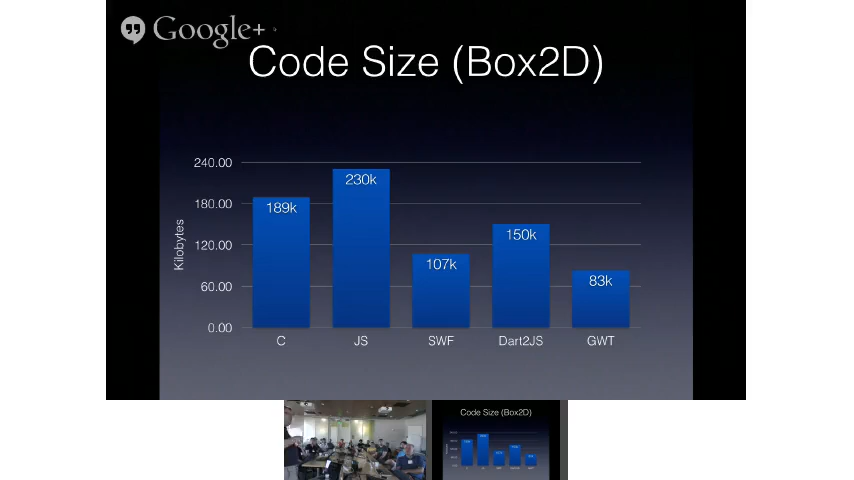 Google+
Code Size (Box2D)
240.00
180.00
120.00
60.00
0.00
Kilobytes
189k
230k
107k
150k
83k
C
JS
SWF
Dart2JS
GWT
Code Size (Box2D)